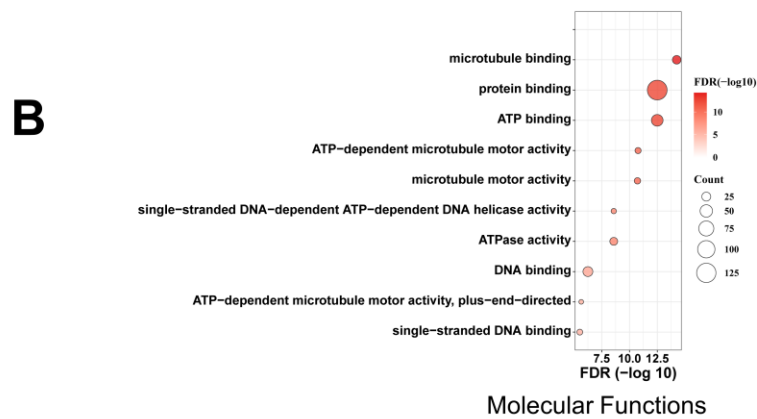 B
microtubule binding
protein binding
ATP binding
ATP−dependent microtubule motor activity
microtubule motor activity
single−stranded DNA−dependent ATP−dependent DNA helicase activity
ATPase activity
DNA binding
ATP−dependent microtubule motor activity, plus−end−directed
single−stranded DNA binding
7.5 10.0 12.5
FDR (−log 10)
FDR(−log10)
10
5
0
Count
25
50
75
100
125
Molecular Functions